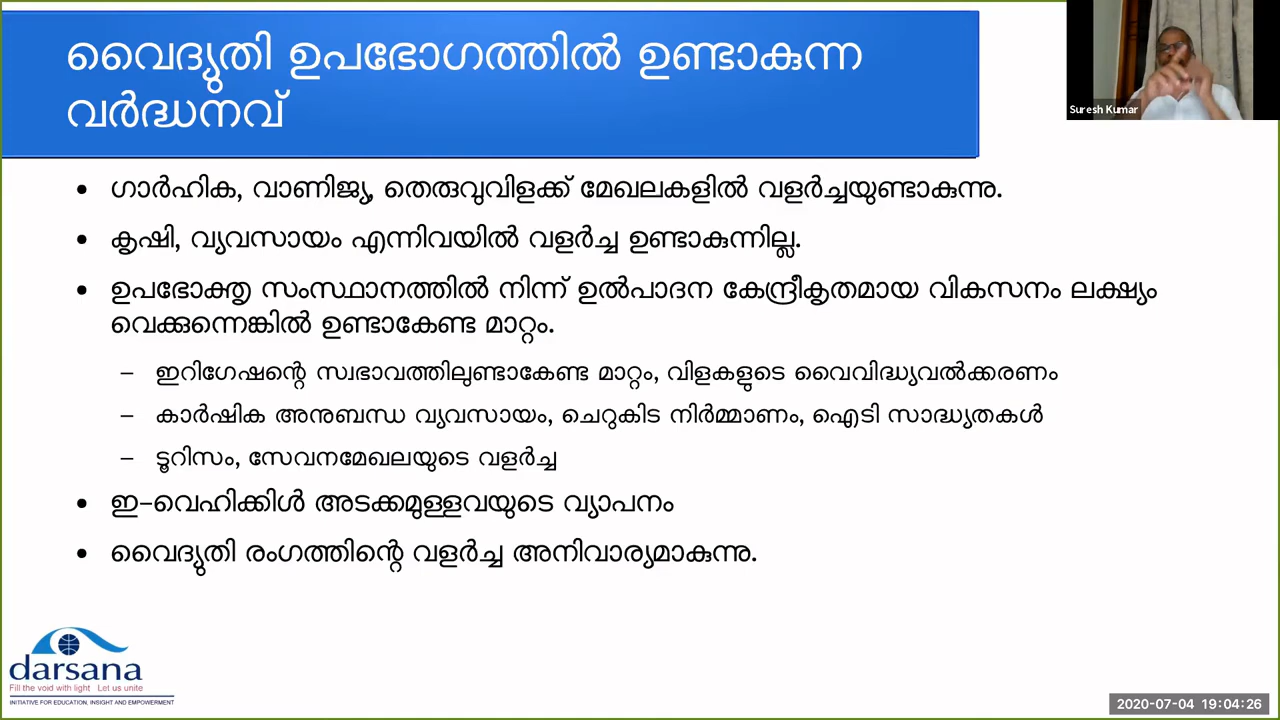 വൈദ്യുതി ഉപഭോഗത്തിൽ ഉണ്ടാകുന്ന
വർദ്ധനവ്
Suresh Kumar
• ഗാർഹിക, വാണിജ്യ, തെരുവുവിളക്ക് മേഖലകളിൽ വളർച്ചയുണ്ടാകുന്നു.
• കൃഷി, വ്യവസായം എന്നിവയിൽ വളർച്ച ഉണ്ടാകുന്നില്ല.
• ഉപഭോക്തൃ സംസ്ഥാനത്തിൽ നിന്ന് ഉൽപാദന കേന്ദ്രീകൃതമായ വികസനം ലക്ഷ്യം
വെക്കുന്നെങ്കിൽ ഉണ്ടാകേണ്ട മാറ്റം.
– ഇറിഗേഷന്റെ സ്വഭാവത്തിലുണ്ടാകേണ്ട മാറ്റം, വിളകളുടെ വൈവിദ്ധ്യവൽക്കരണം
– കാർഷിക അനുബന്ധ വ്യവസായം, ചെറുകിട നിർമ്മാണം, ഐടി സാദ്ധ്യതകൾ
– ടൂറിസം, സേവനമേഖലയുടെ വളർച്ച
• ഇ-വെഹിക്കിൾ അടക്കമുള്ളവയുടെ വ്യാപനം
• വൈദ്യുതി രംഗത്തിന്റെ വളർച്ച അനിവാര്യമാകുന്നു.
darsana
Fill the void with light Let us unite
INITIATIVE FOR EDUCATION, INSIGHT AND EMPOWERMENT
2020-07-04 19:04:26